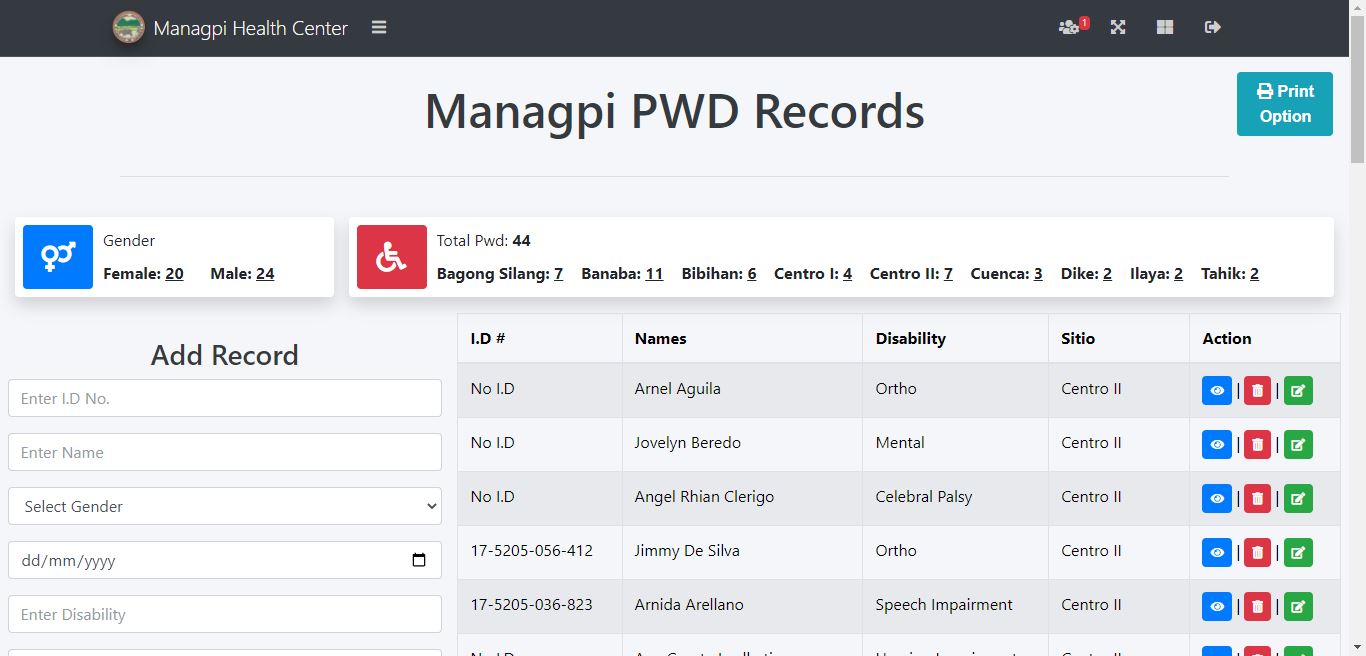 Managpi Health Center
1
Managpi PWD Records
Print Option
Gender
Female: 20 Male: 24
Total Pwd: 44
Bagong Silang: 7 Banaba: 11 Bibihan: 6 Centro I: 4 Centro II: 7 Cuenca: 3 Dike: 2 Ilaya: 2 Tahik: 2
Add Record
Enter I.D No.
Enter Name
Select Gender
dd/mm/yyyy
Enter Disability
I.D # Names Disability Sitio Action
No I.D Arnel Aguila Ortho Centro II | |
No I.D Jovelyn Beredo Mental Centro II | |
No I.D Angel Rhian Clerigo Celebral Palsy Centro II | |
17-5205-056-412 Jimmy De Silva Ortho Centro II | |
17-5205-036-823 Arnida Arellano Speech Impairment Centro II | |